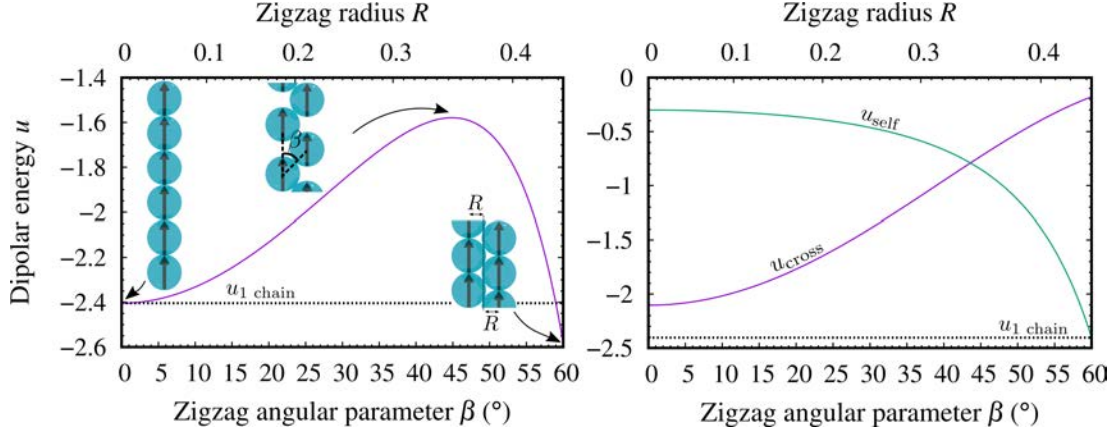 Zigzag radius R
0 0.1 0.2 0.3 0.4
Dipolar energy u
−1.4
−1.6
−1.8
−2
−2.2
−2.4
−2.6
β
R
R
u1 chain
0 5 10 15 20 25 30 35 40 45 50 55 60
Zigzag angular parameter β (°)
Zigzag radius R
0 0.1 0.2 0.3 0.4
0
−0.5
−1
−1.5
−2
−2.5
uself
ucross
u1 chain
0 5 10 15 20 25 30 35 40 45 50 55 60
Zigzag angular parameter β (°)